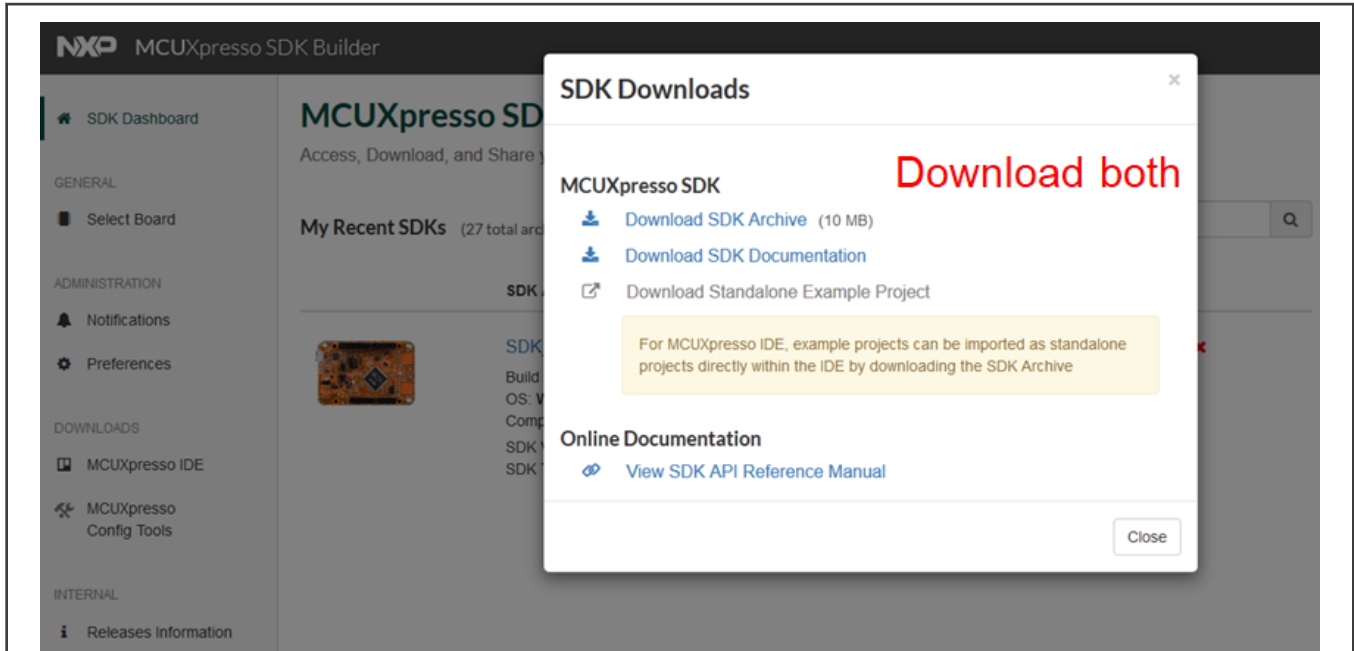 NXP MCUXpresso SDK Builder
SDK Dashboard
GENERAL
Select Board
ADMINISTRATION
Notifications
Preferences
DOWNLOADS
MCUXpresso IDE
MCUXpresso
Config Tools
INTERNAL
Releases Information
MCUXpresso SD
Access, Download, and Share
My Recent SDKs (27 total arc
SDK
SDK
Build
OS:
Comp
SDK
SDK
SDK Downloads
×
Download both
MCUXpresso SDK
Download SDK Archive (10 MB)
Download SDK Documentation
Download Standalone Example Project
For MCUXpresso IDE, example projects can be imported as standalone
projects directly within the IDE by downloading the SDK Archive
Online Documentation
View SDK API Reference Manual
Close